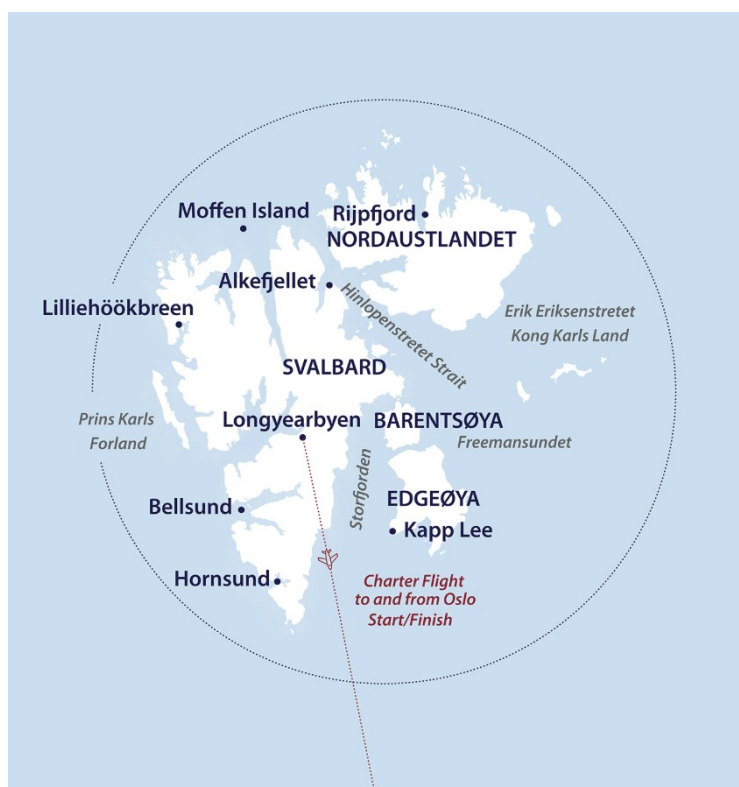 Moffen Island
Rijpfjord
NORDAUSTLANDET
Alkefjellet
Hinlopenstretet Strait
Erik Eriksenstretet
Kong Karls Land
Lilliehöökbreen
SVALBARD
Prins Karls
Forland
Longyearbyen
BARENTSØYA
Freemansundet
Storfjorden
Bellsund
EDGEØYA
Kapp Lee
Hornsund
Charter Flight
to and from Oslo
Start/Finish